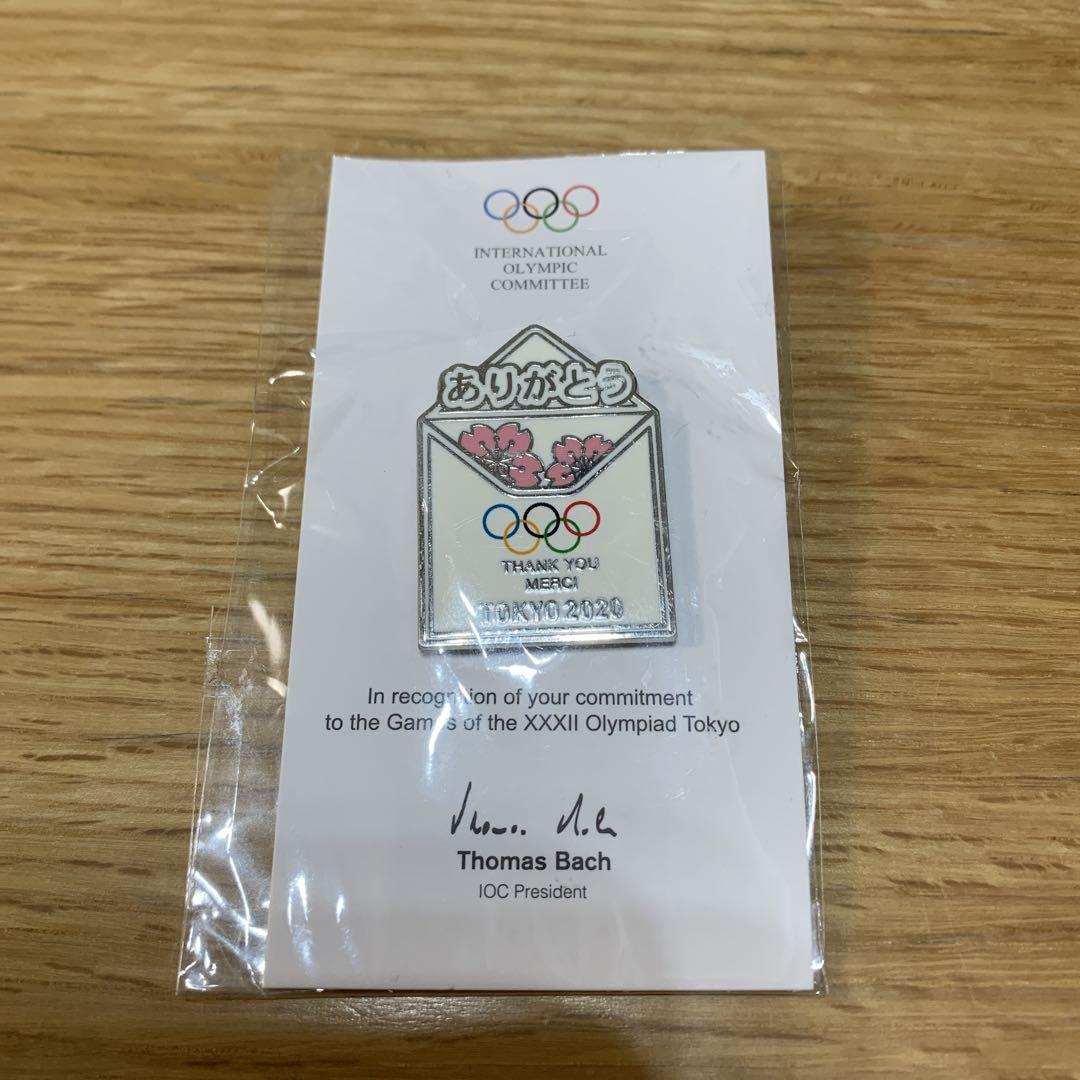 INTERNATIONAL
OLYMPIC
COMMITTEE
ありがとう
THANK YOU
MERCI
TOKYO 2020
In recognition of your commitment
to the Games of the XXXII Olympiad Tokyo
Thomas Bach
IOC President